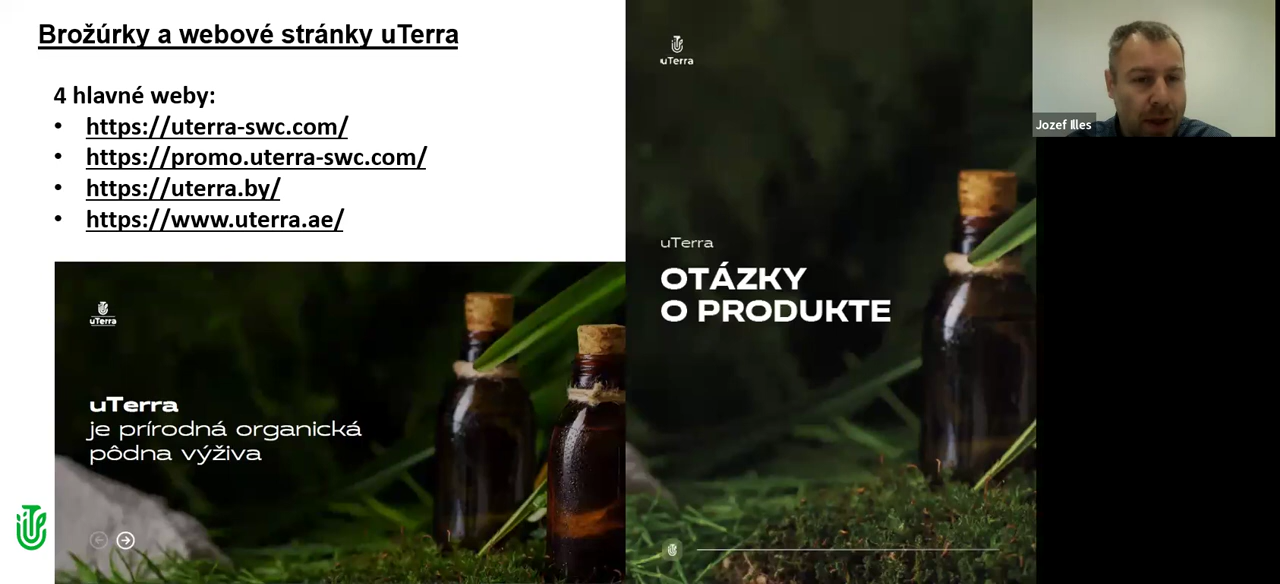 Brožúrky a webové stránky uTerra
4 hlavné weby:
• https://uterra-swc.com/
• https://promo.uterra-swc.com/
• https://uterra.by/
• https://www.uterra.ae/
uTerra
uTerra
je prírodná organická
pôdna výživa
uTerra
uTerra
OTÁZKY
O PRODUKTE
Jozef Illes